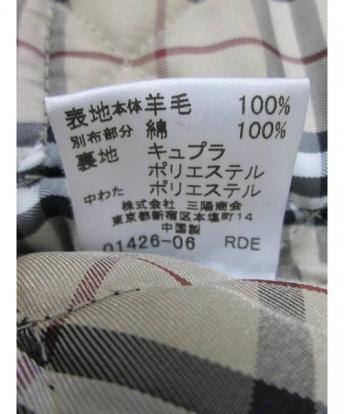 表地本体羊毛 100%
別布部分 綿 100%
裏地 キュプラ
ポリエステル
中わた ポリエステル
株式会社 三陽商会
東京都新宿区本塩町14
中国製
01426-06 RDE